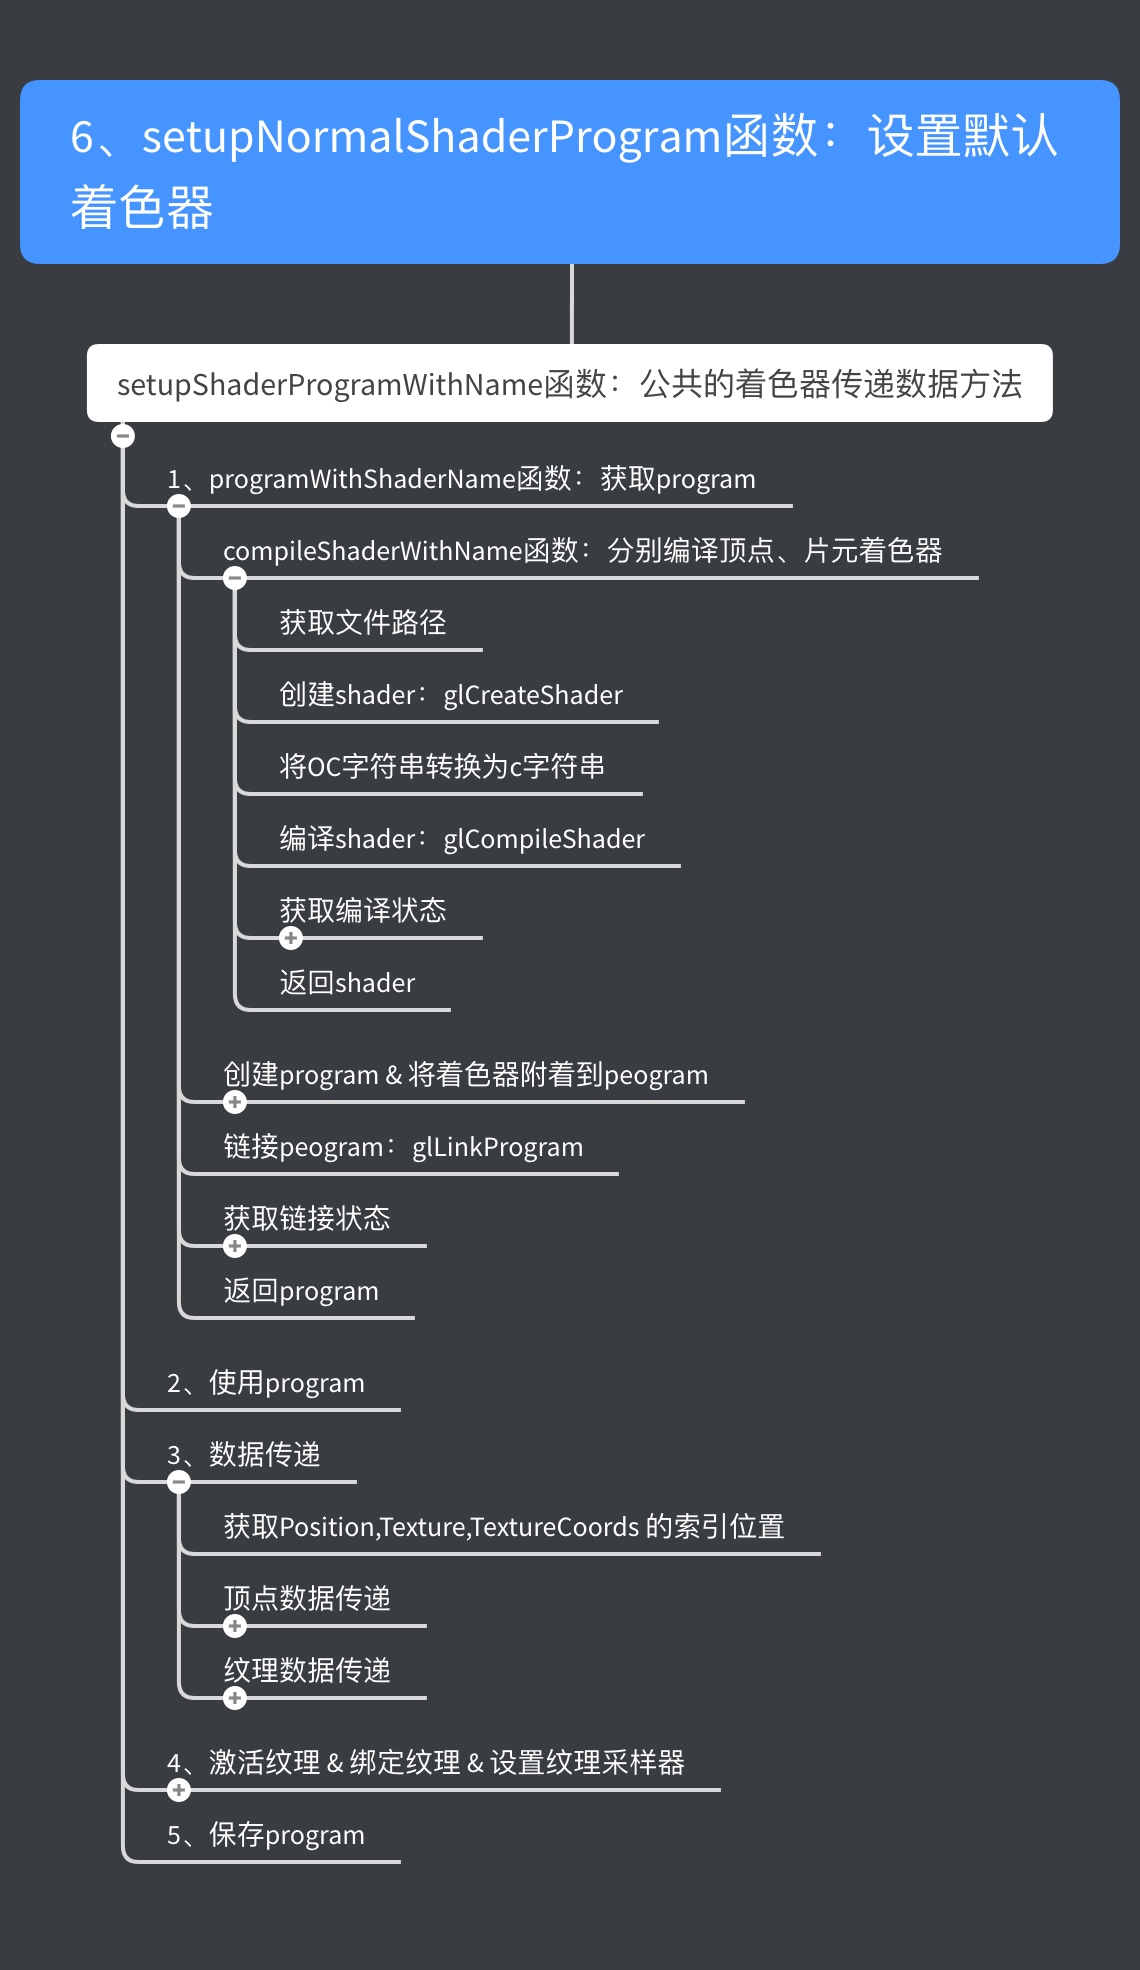 6、setupNormalShaderProgram函数：设置默认
着色器
setupShaderProgramWithName函数：公共的着色器传递数据方法
1、programWithShaderName函数：获取program
compileShaderWithName函数：分别编译顶点、片元着色器
获取文件路径
创建shader：glCreateShader
将OC字符串转换为c字符串
编译shader：glCompileShader
获取编译状态
返回shader
创建program & 将着色器附着到peogram
链接peogram：glLinkProgram
获取链接状态
返回program
2、使用program
3、数据传递
获取Position,Texture,TextureCoords 的索引位置
顶点数据传递
纹理数据传递
4、激活纹理 & 绑定纹理 & 设置纹理采样器
5、保存program